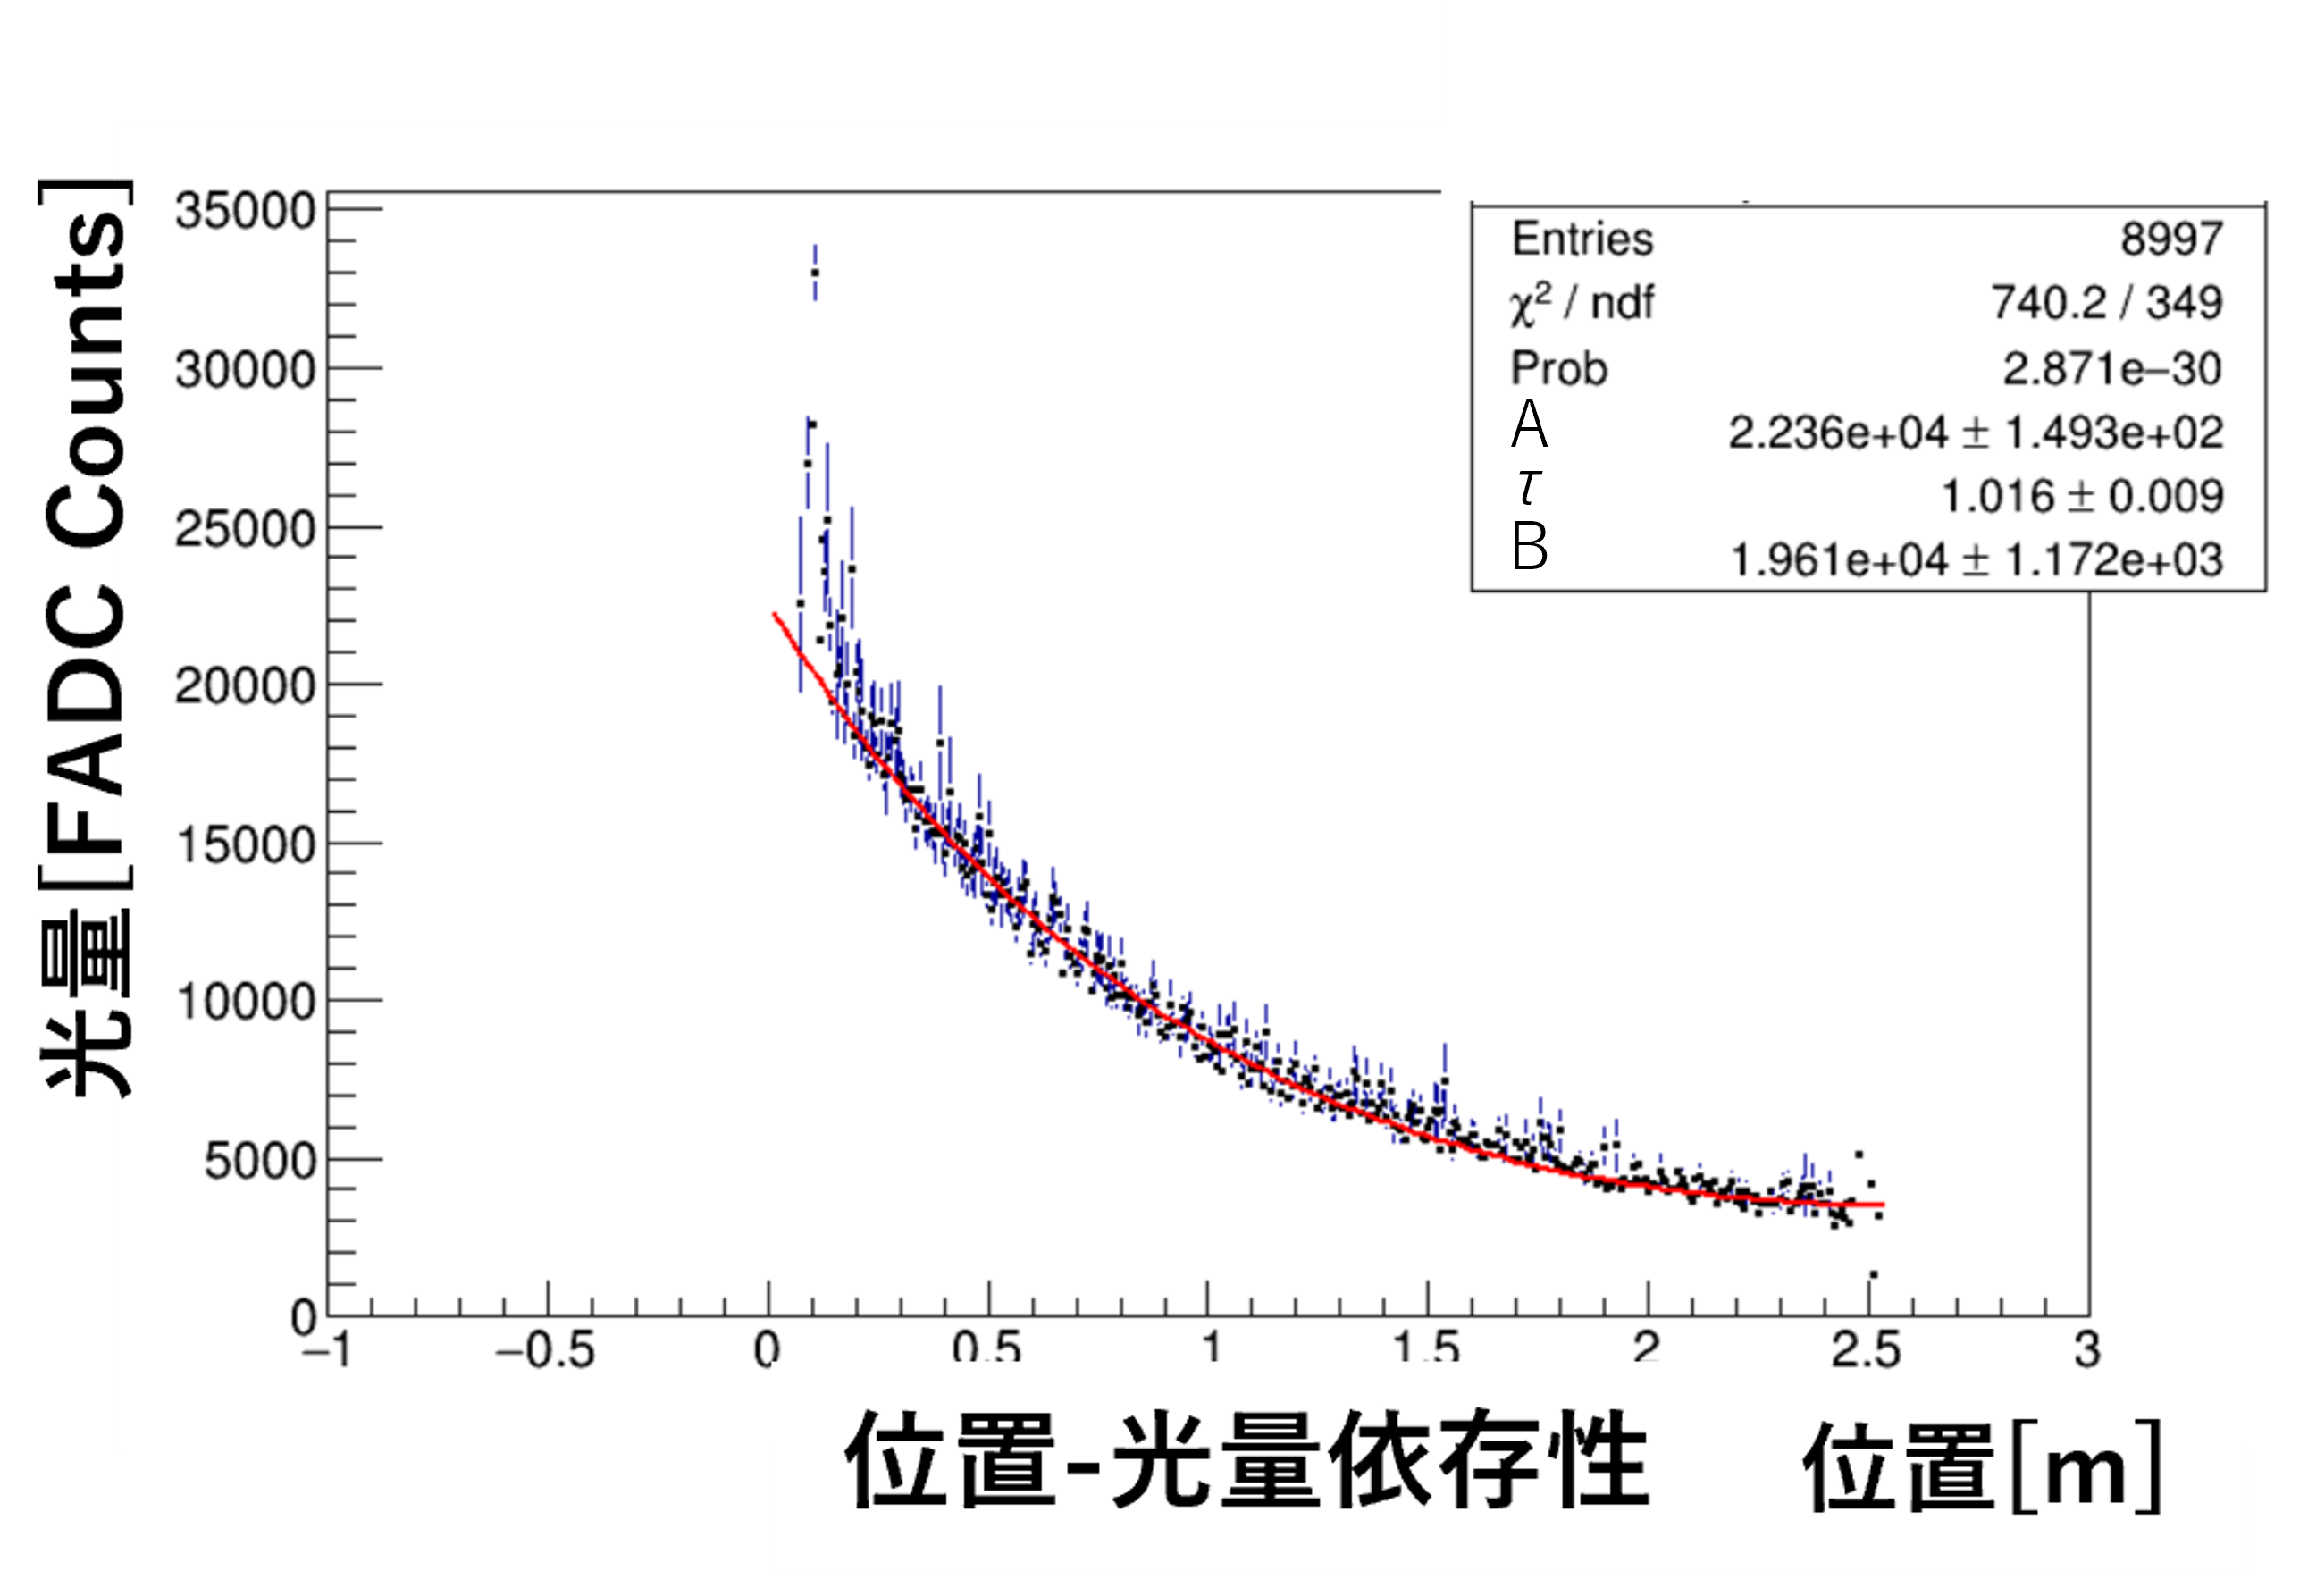 光量[FADC Counts]
35000
30000
25000
20000
15000
10000
5000
0
Entries 8997
χ² / ndf 740.2 / 349
Prob 2.871e−30
A 2.236e+04 ± 1.493e+02
τ 1.016 ± 0.009
B 1.961e+04 ± 1.172e+03
−1 −0.5 0 0.5 1 1.5 2 2.5 3
位置-光量依存性 位置[m]